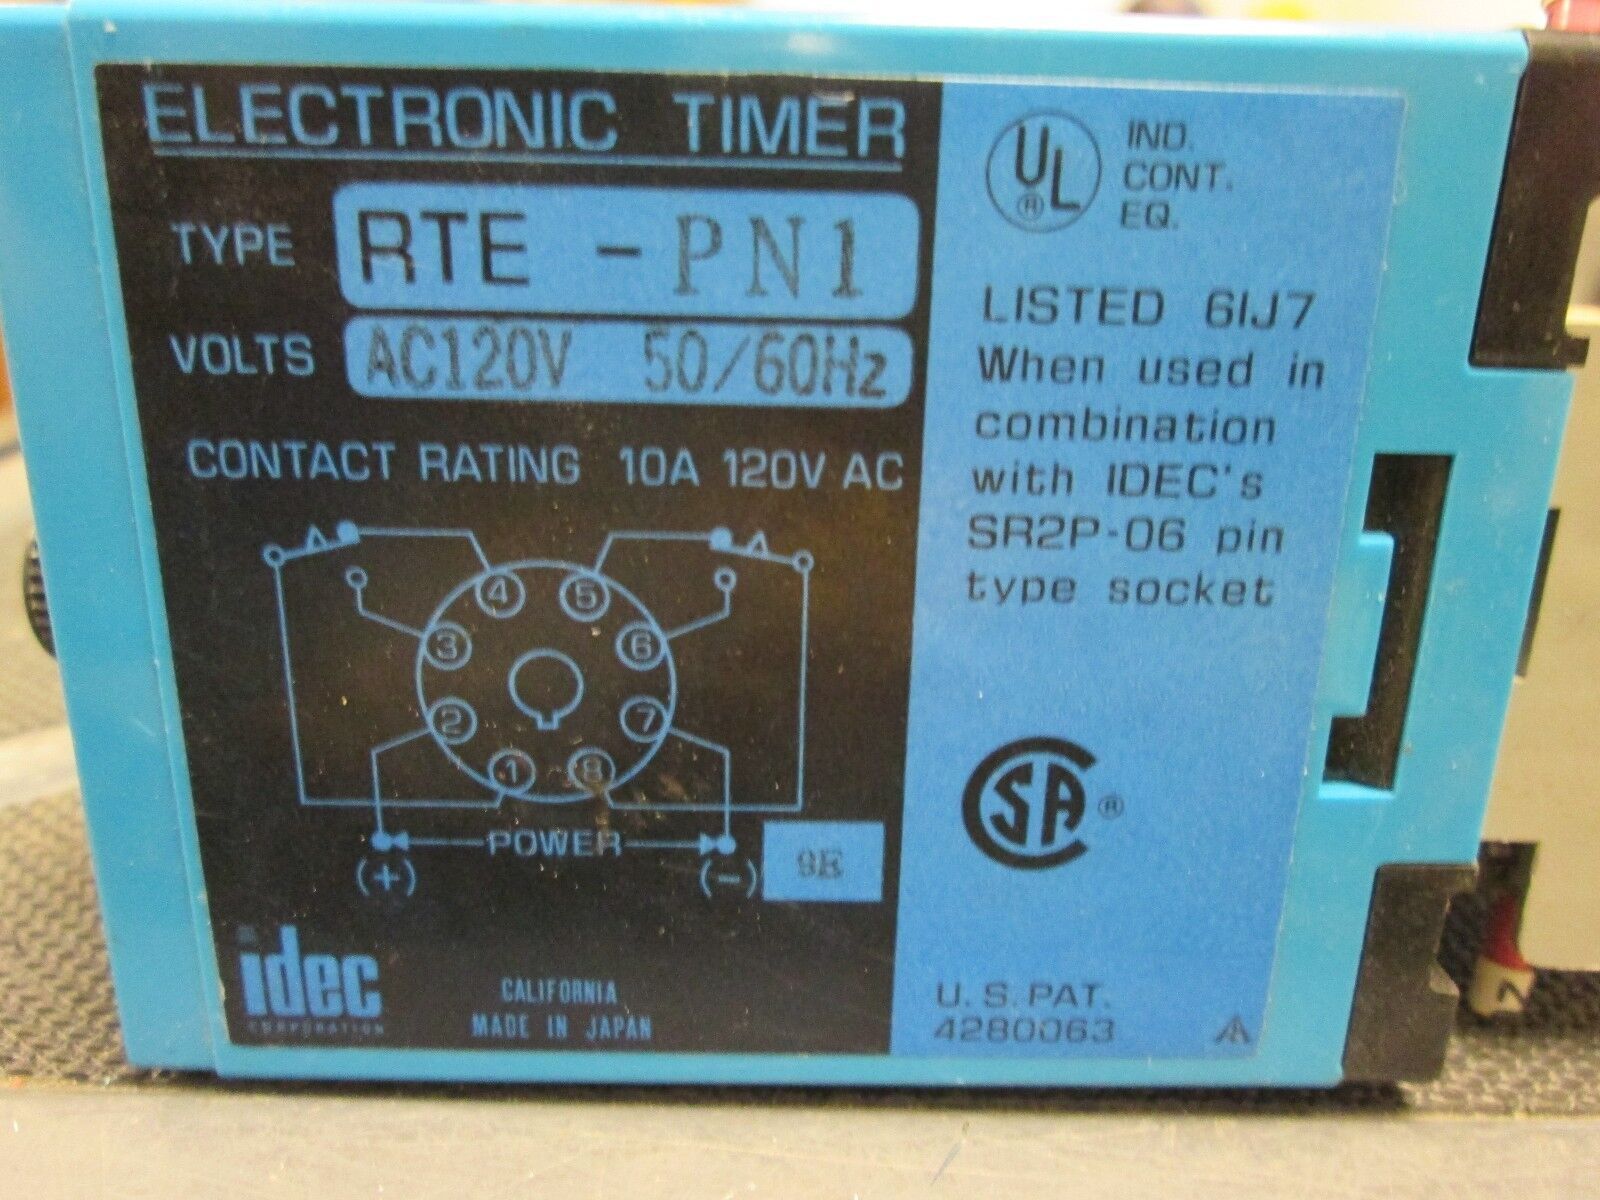 ELECTRONIC TIMER
TYPE RTE - PN1
VOLTS AC120V 50/60Hz
CONTACT RATING 10A 120V AC
4 5
3 6
2 7
1 8
POWER
(+) (-)
9E
idec
CORPORATION
CALIFORNIA
MADE IN JAPAN
UL
®
IND.
CONT.
EQ.
LISTED 6IJ7
When used in
combination
with IDEC's
SR2P-06 pin
type socket
CSA ®
U.S. PAT.
4280063